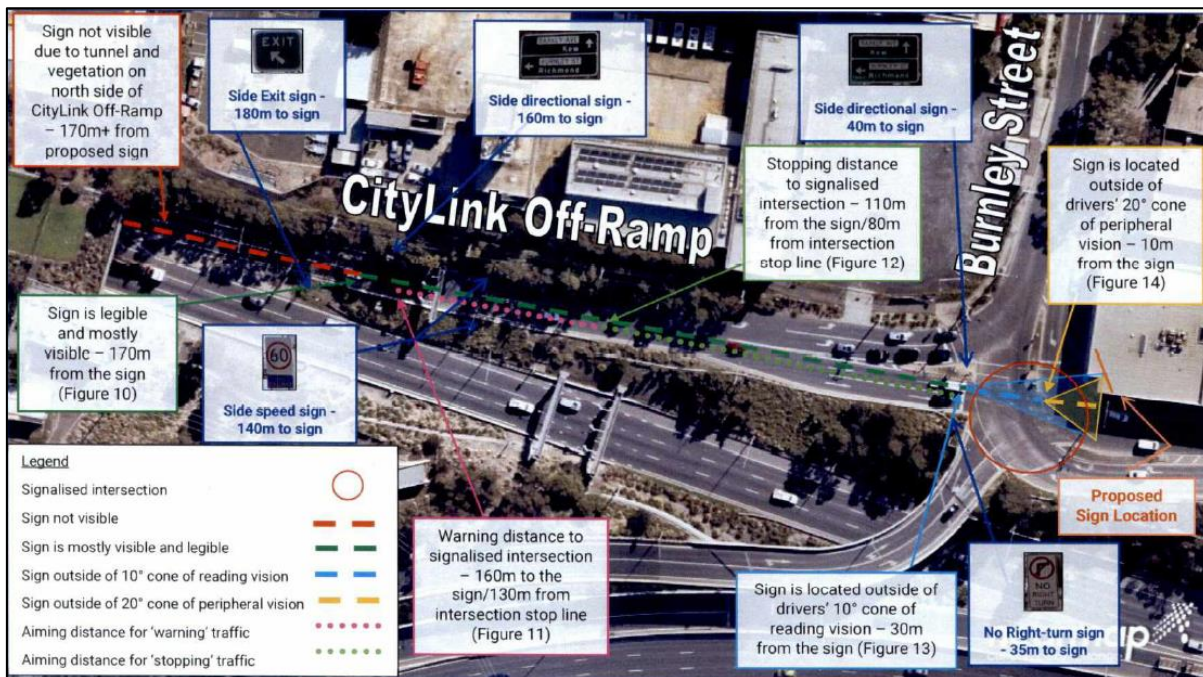 Sign not visible
due to tunnel and
vegetation on
north side of
CityLink Off-Ramp
– 170m+ from
proposed sign
EXIT
Side Exit sign -
180m to sign
Kew
BURNLEY ST
Richmond
Side directional sign -
160m to sign
Kew
BURNLEY ST
Richmond
Side directional sign -
40m to sign
Burnley Street
CityLink Off-Ramp
Stopping distance
to signalised
intersection – 110m
from the sign/80m
from intersection
stop line (Figure 12)
Sign is located
outside of
drivers' 20° cone
of peripheral
vision – 10m
from the sign
(Figure 14)
Sign is legible
and mostly
visible – 170m
from the sign
(Figure 10)
60
Side speed sign -
140m to sign
Legend
Signalised intersection
Sign not visible
Sign is mostly visible and legible
Sign outside of 10° cone of reading vision
Sign outside of 20° cone of peripheral vision
Aiming distance for 'warning' traffic
Aiming distance for 'stopping' traffic
Warning distance to
signalised intersection
– 160m to the
sign/130m from
intersection stop line
(Figure 11)
Sign is located outside of
drivers' 10° cone of
reading vision – 30m
from the sign (Figure 13)
NO
RIGHT
TURN
No Right-turn sign
- 35m to sign
Proposed
Sign Location